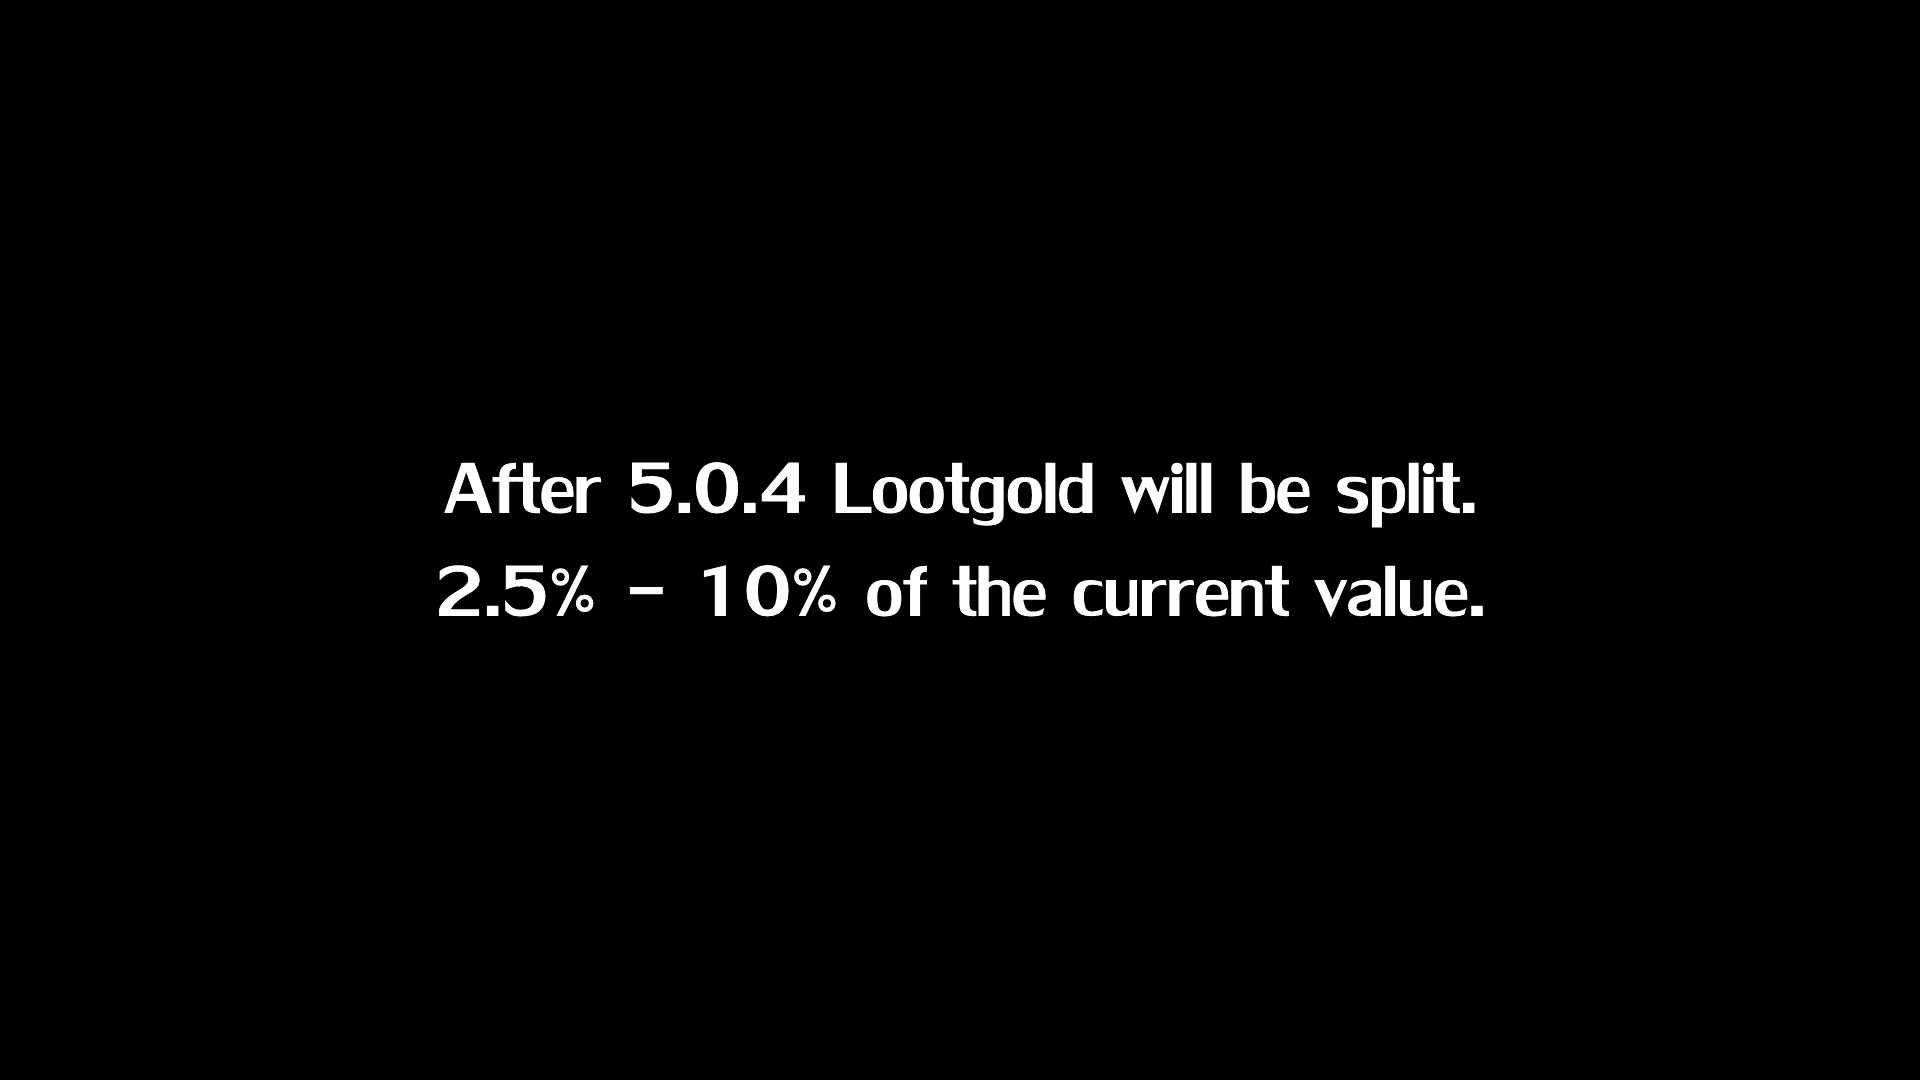 After 5.0.4 Lootgold will be split.
2.5% - 10% of the current value.